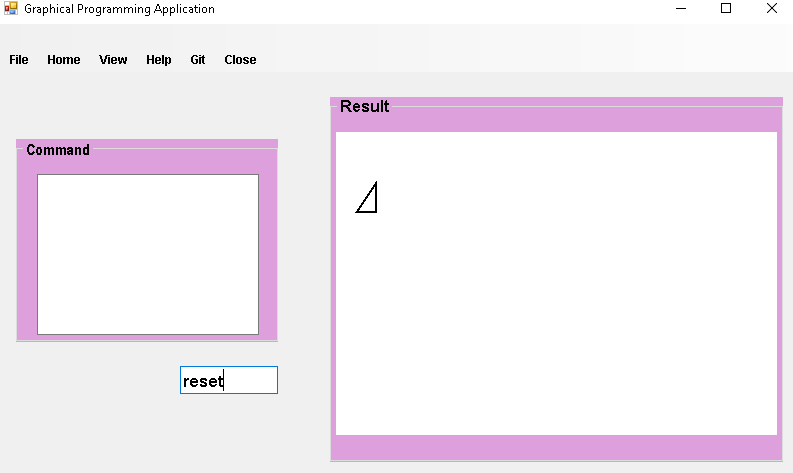 Graphical Programming Application
File Home View Help Git Close
Result
Command
reset